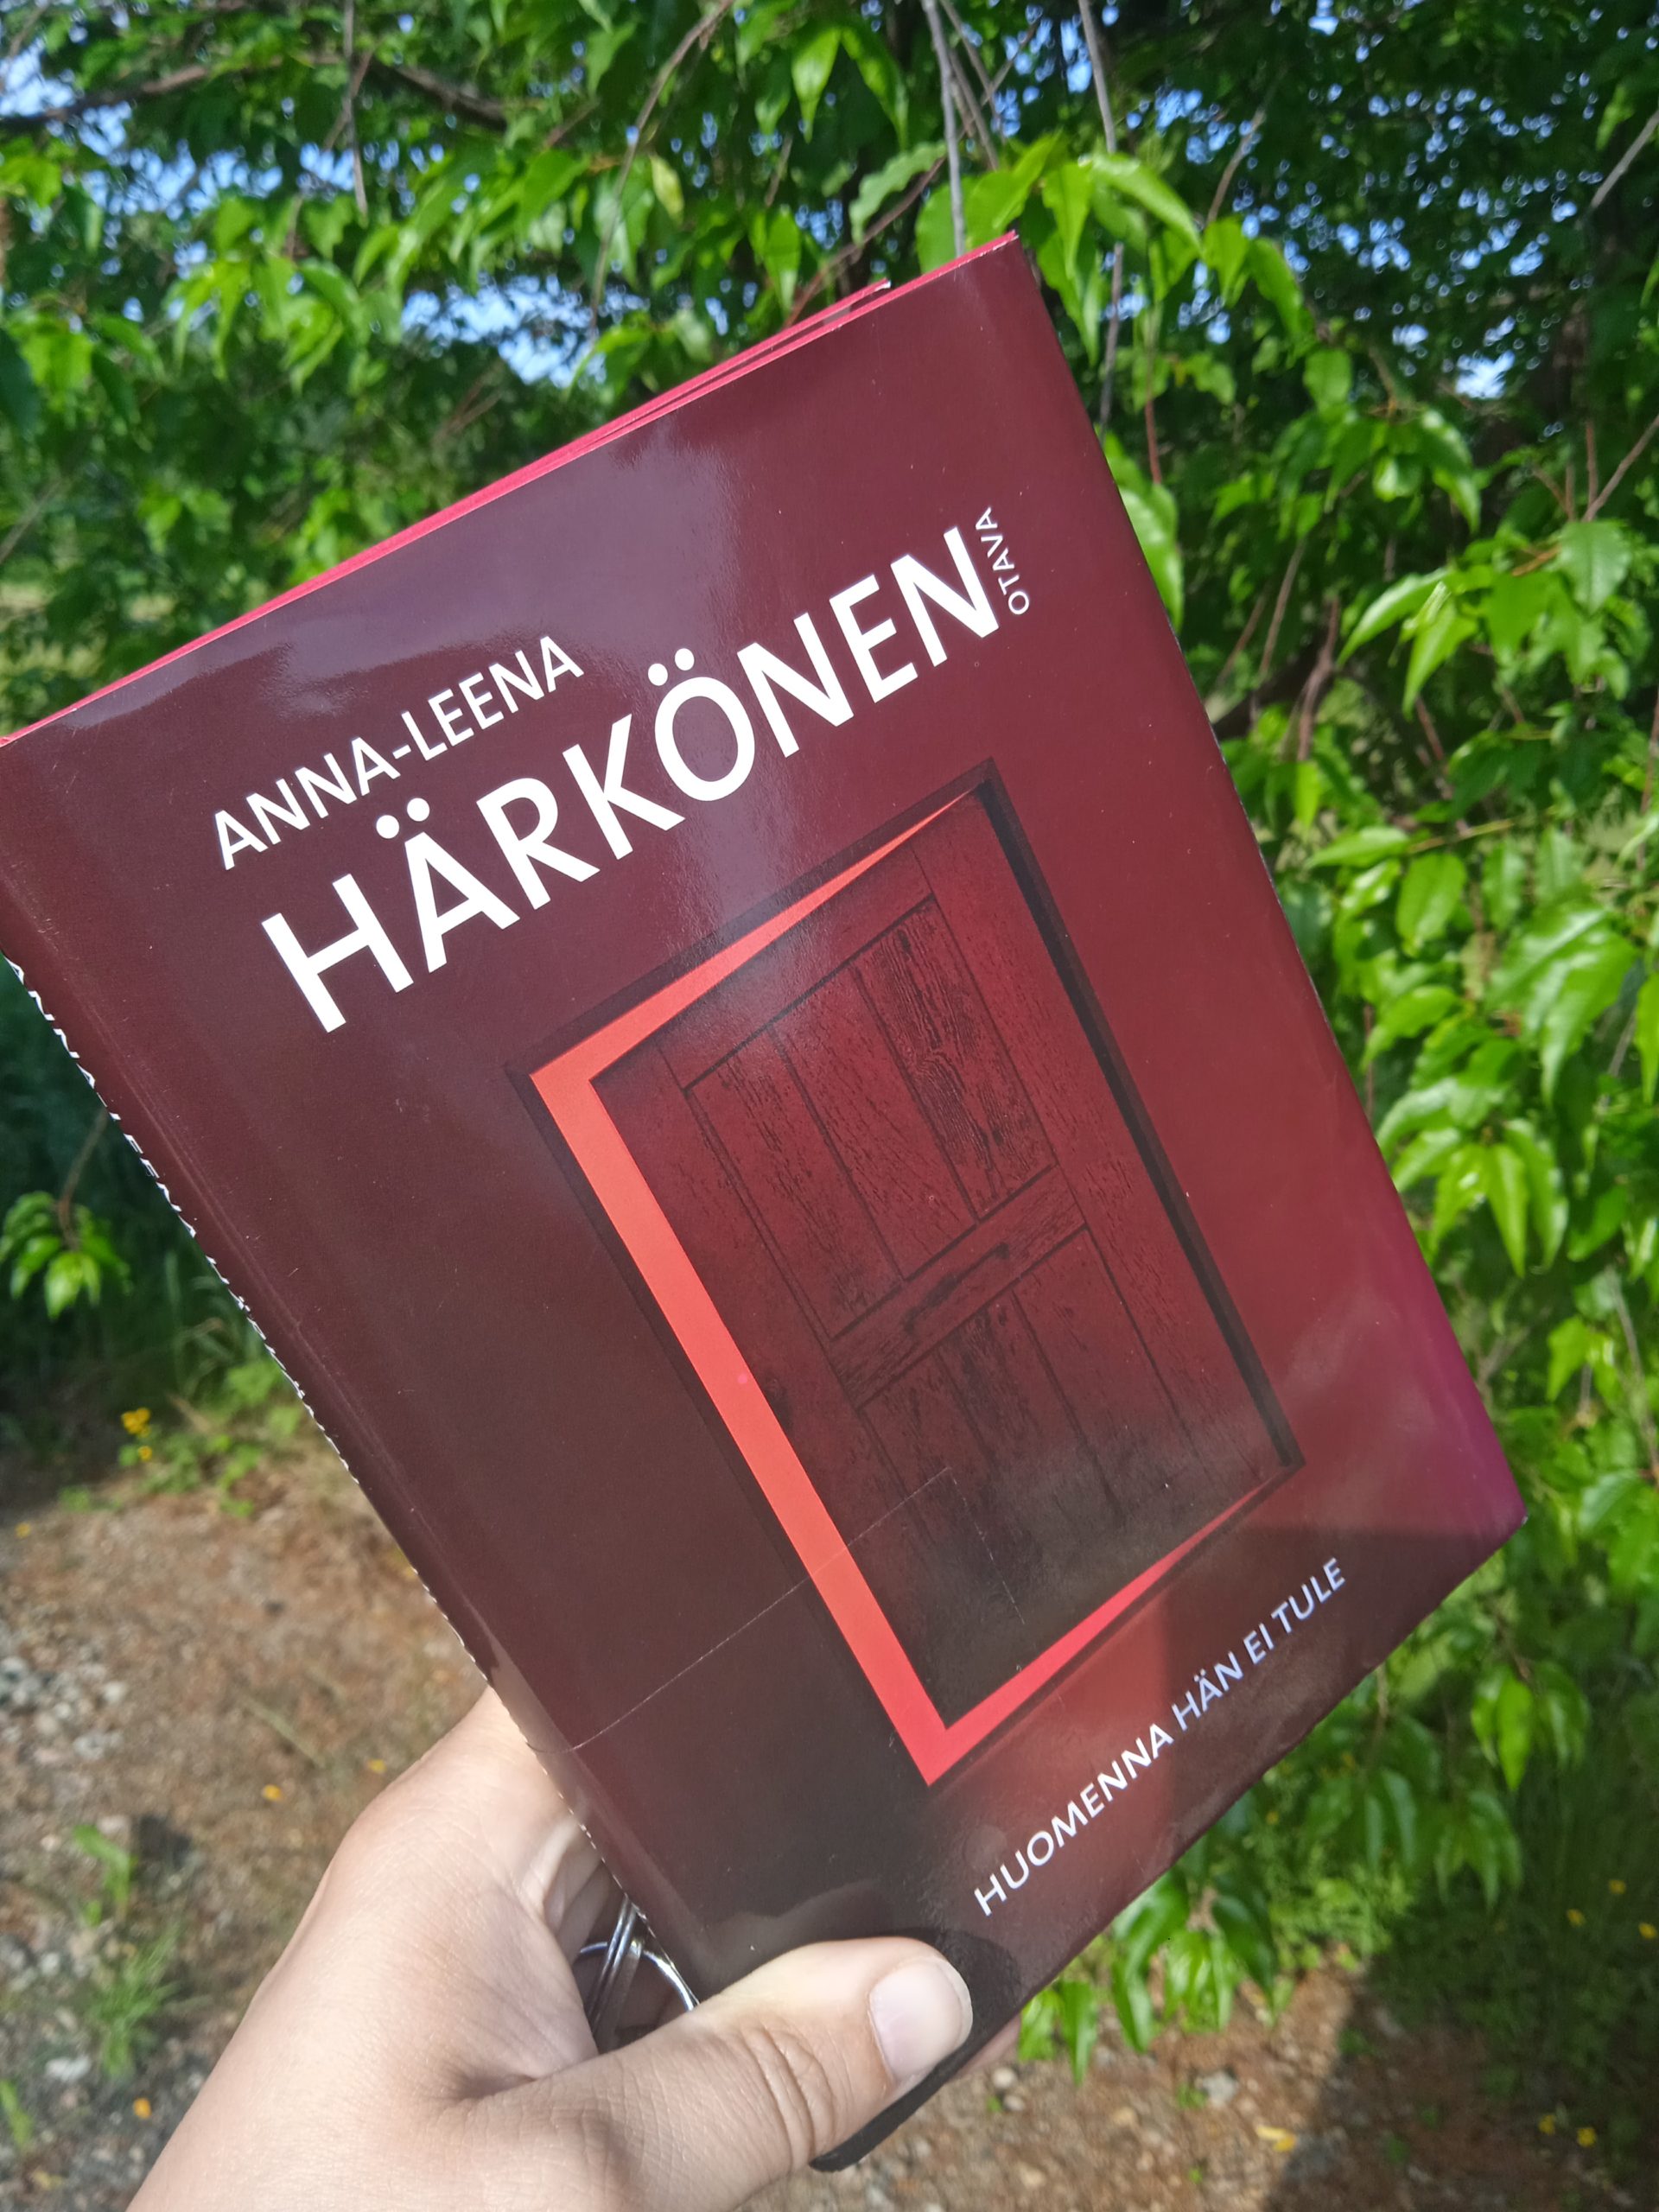 ANNA-LEENA
HÄRKÖNEN
OTAVA
HUOMENNA HÄN EI TULE